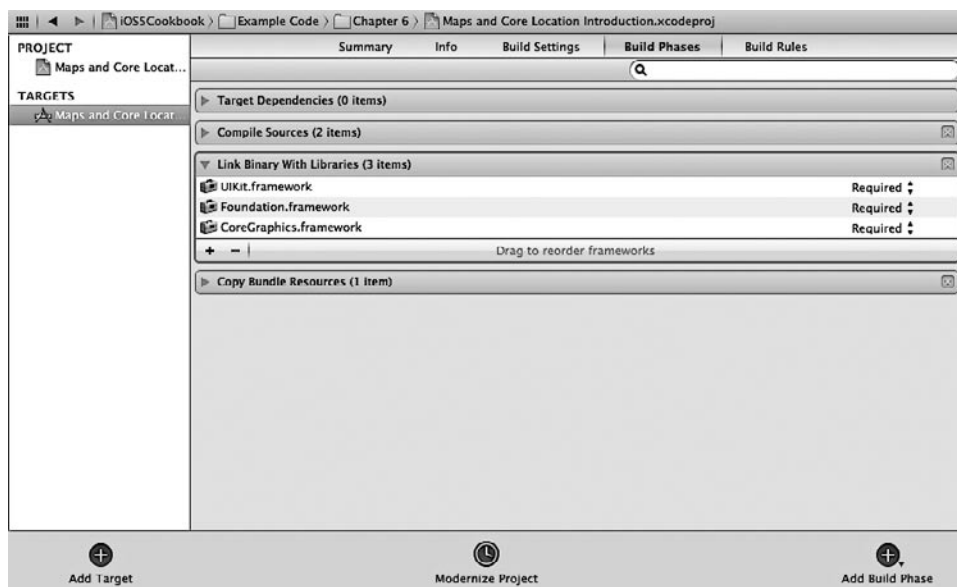 iOS5Cookbook Example Code Chapter 6 Maps and Core Location Introduction.xcodeproj
PROJECT
Maps and Core Locat...
TARGETS
Maps and Core Locat...
Summary Info Build Settings Build Phases Build Rules
Target Dependencies (0 items)
Compile Sources (2 items)
Link Binary With Libraries (3 items)
UIKit.framework Required
Foundation.framework Required
CoreGraphics.framework Required
+ - Drag to reorder frameworks
Copy Bundle Resources (1 item)
Add Target Modernize Project Add Build Phase